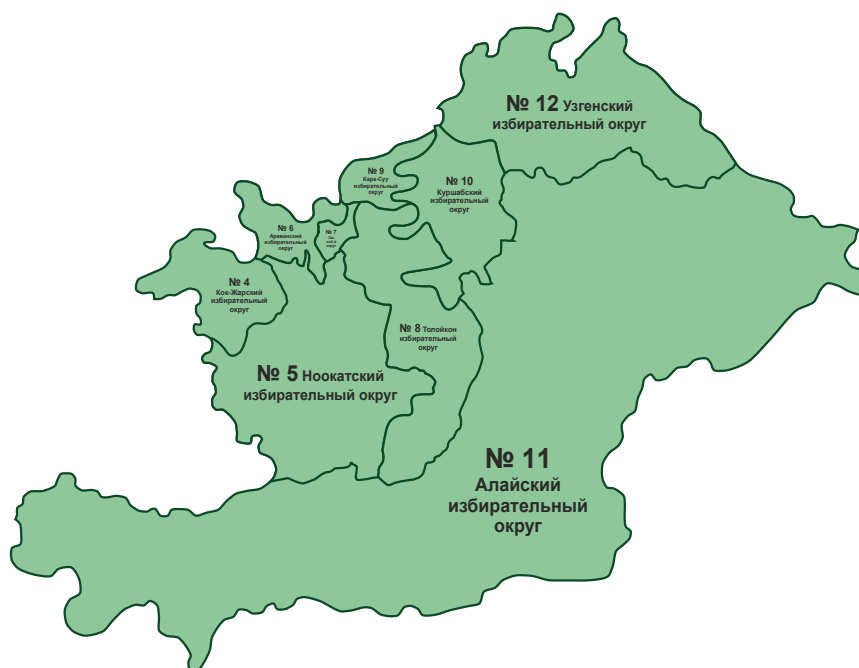 № 12 Узгенский
избирательный округ
№ 9
Кара-Суу
избирательный
округ
№ 10
Куршабский
избирательный
округ
№ 6
Араванский
избирательный
округ
№ 7
округ
№ 4
Кок-Жарский
избирательный
округ
№ 8 Толойкон
избирательный
округ
№ 5 Ноокатский
избирательный округ
№ 11
Алайский
избирательный
округ